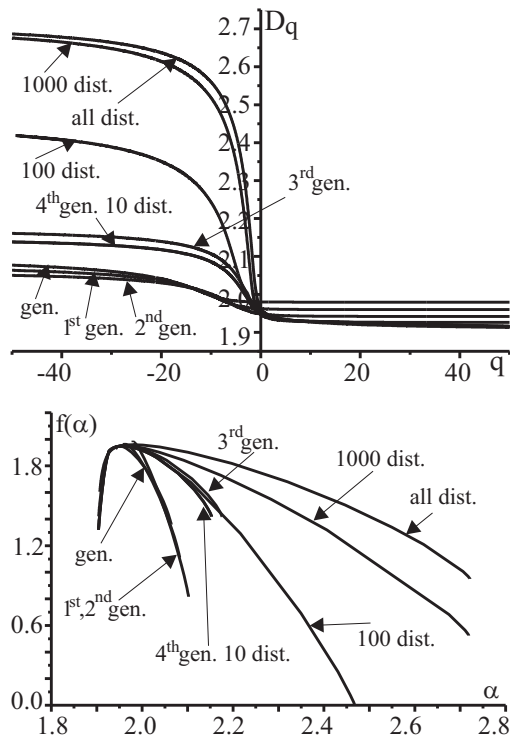 2.7 Dq
2.6
1000 dist.
all dist.
2.5
2.4
100 dist.
2.3
3rd gen.
4th gen. 10 dist.
2.2
2.1
2.0
gen.
1st gen. 2nd gen.
1.9
-40 -20 0 20 40 q
f(α)
1.8
3rd gen.
1000 dist.
all dist.
1.2
gen.
1st, 2nd gen.
0.6
4th gen. 10 dist.
100 dist.
0.0
α
1.8 2.0 2.2 2.4 2.6 2.8